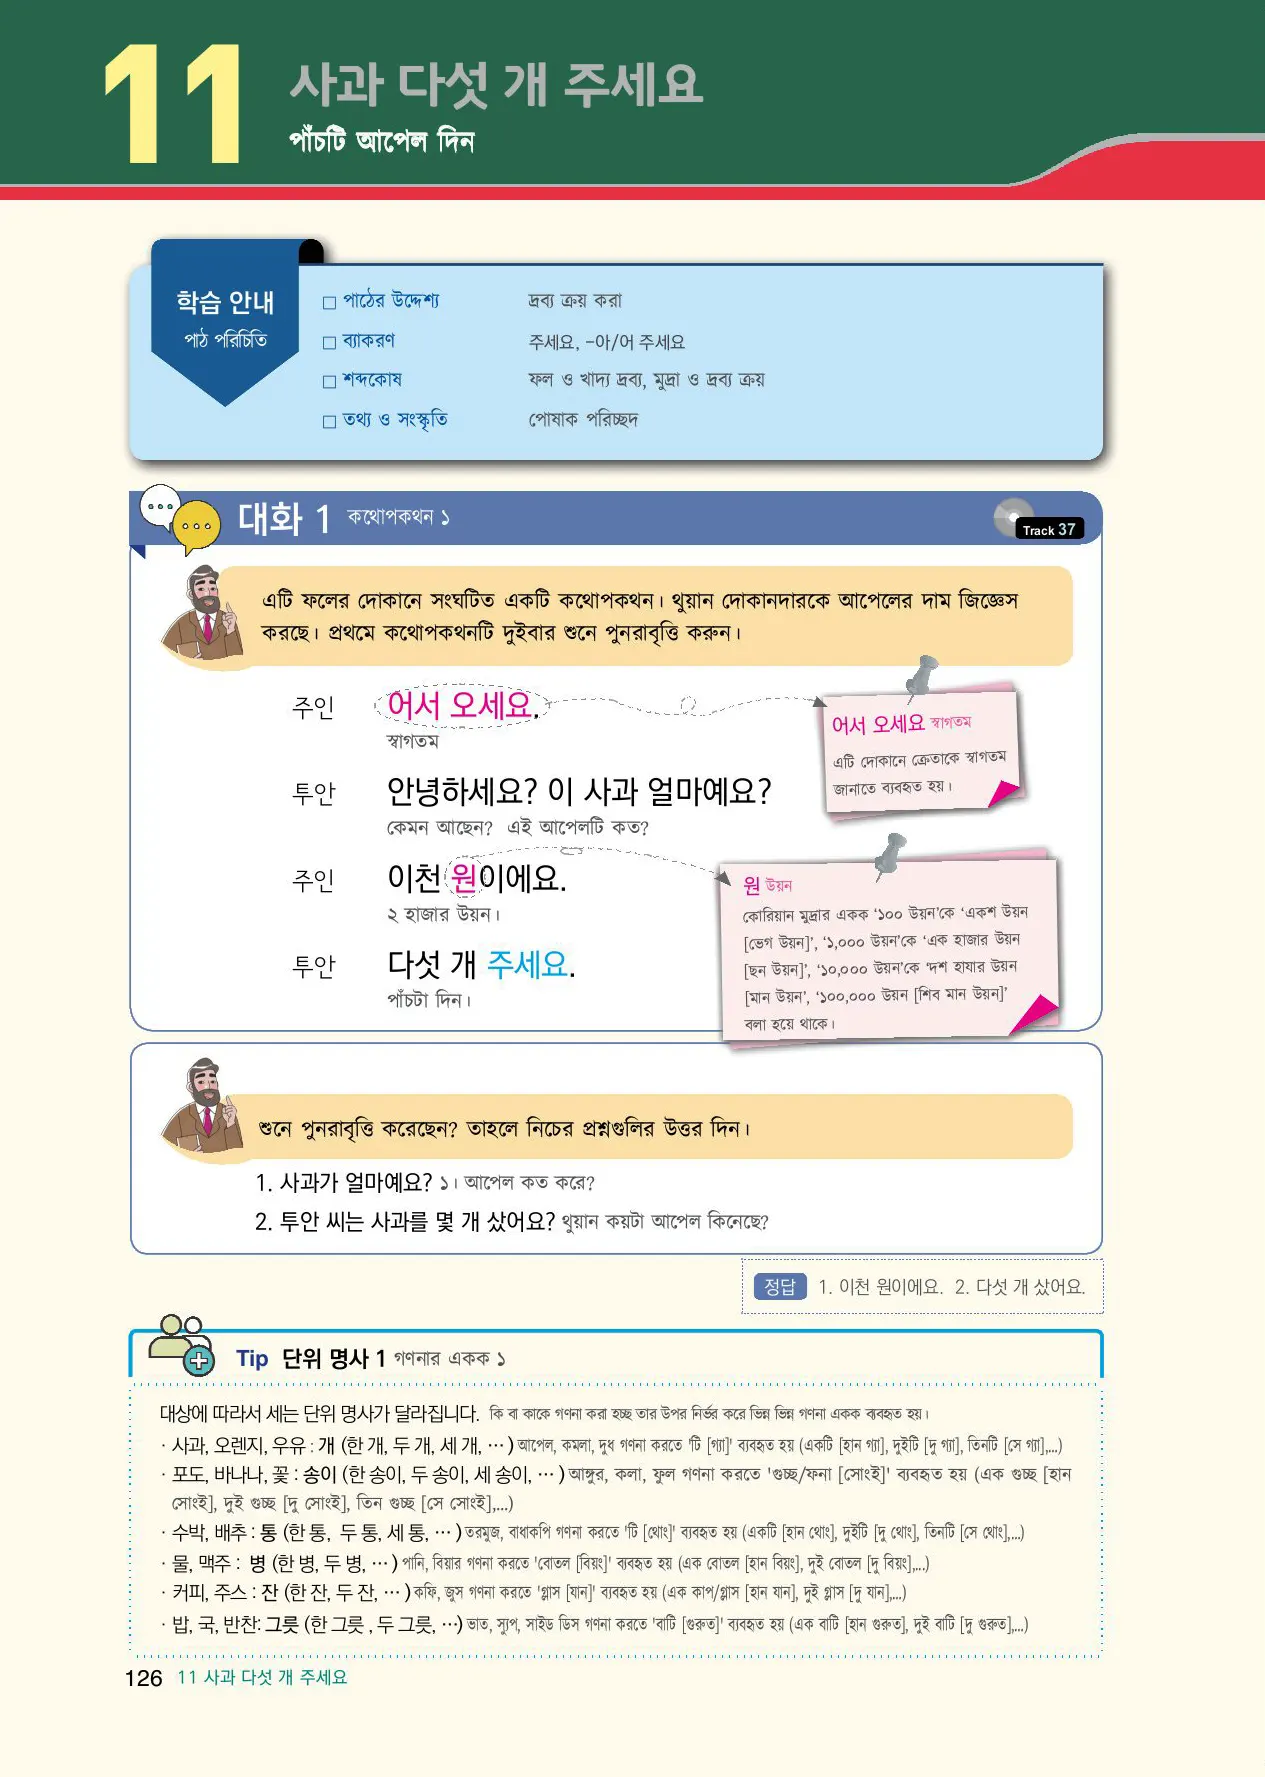 11
사과 다섯 개 주세요
পাঁচটি আপেল দিন
학습 안내
পাঠ পরিচিতি
□ পাঠের উদ্দেশ্য দ্রব্য ক্রয় করা
□ ব্যাকরণ 주세요, -아/어 주세요
□ শব্দকোষ ফল ও খাদ্য দ্রব্য, মুদ্রা ও দ্রব্য ক্রয়
□ তথ্য ও সংস্কৃতি পোষাক পরিচ্ছদ
대화 1 কথোপকথন ১
Track 37
এটি ফলের দোকানে সংঘটিত একটি কথোপকথন। থুয়ান দোকানদারকে আপেলের দাম জিজ্ঞেস
করছে। প্রথমে কথোপকথনটি দুইবার শুনে পুনরাবৃত্তি করুন।
주인 어서 오세요.
স্বাগতম
투안 안녕하세요? 이 사과 얼마예요?
কেমন আছেন? এই আপেলটি কত?
주인 이천 원이에요.
২ হাজার উয়ন।
투안 다섯 개 주세요.
পাঁচটা দিন।
어서 오세요 স্বাগতম
এটি দোকানে ক্রেতাকে স্বাগতম
জানাতে ব্যবহৃত হয়।
원 উয়ন
কোরিয়ান মুদ্রার একক ‘১০০ উয়ন’কে ‘একশ উয়ন
[ভেগ উয়ন]’, ‘১,০০০ উয়ন’কে ‘এক হাজার উয়ন
[ছন উয়ন]’, ‘১০,০০০ উয়ন’কে ‘দশ হাযার উয়ন
[মান উয়ন’, ‘১০০,০০০ উয়ন [শিব মান উয়ন]’
বলা হয়ে থাকে।
শুনে পুনরাবৃত্তি করেছেন? তাহলে নিচের প্রশ্নগুলির উত্তর দিন।
1. 사과가 얼마예요? ১। আপেল কত করে?
2. 투안 씨는 사과를 몇 개 샀어요? থুয়ান কয়টা আপেল কিনেছে?
정답 1. 이천 원이에요. 2. 다섯 개 샀어요.
Tip 단위 명사 1 গণনার একক ১
대상에 따라서 세는 단위 명사가 달라집니다. কি বা কাকে গণনা করা হচ্ছে তার উপর নির্ভর করে ভিন্ন ভিন্ন গণনা একক ব্যবহৃত হয়।
· 사과, 오렌지, 우유 : 개 (한 개, 두 개, 세 개, … ) আপেল, কমলা, দুধ গণনা করতে 'টি [গ্যা]' ব্যবহৃত হয় (একটি [হান গ্যা], দুইটি [দু গ্যা], তিনটি [সে গ্যা],...)
· 포도, 바나나, 꽃 : 송이 (한 송이, 두 송이, 세 송이, … ) আঙ্গুর, কলা, ফুল গণনা করতে 'গুচ্ছ/ফনা [সোংই]' ব্যবহৃত হয় (এক গুচ্ছ [হান
সোংই], দুই গুচ্ছ [দু সোংই], তিন গুচ্ছ [সে সোংই],...)
· 수박, 배추 : 통 (한 통, 두 통, 세 통, … ) তরমুজ, বাধাকপি গণনা করতে 'টি [থোং]' ব্যবহৃত হয় (একটি [হান থোং], দুইটি [দু থোং], তিনটি [সে থোং],...)
· 물, 맥주 : 병 (한 병, 두 병, … ) পানি, বিয়ার গণনা করতে 'বোতল [বিয়ং]' ব্যবহৃত হয় (এক বোতল [হান বিয়ং], দুই বোতল [দু বিয়ং],...)
· 커피, 주스 : 잔 (한 잔, 두 잔, … ) কফি, জুস গণনা করতে 'গ্লাস [যান]' ব্যবহৃত হয় (এক কাপ/গ্লাস [হান যান], দুই গ্লাস [দু যান],...)
· 밥, 국, 반찬: 그릇 (한 그릇 , 두 그릇, …) ভাত, স্যুপ, সাইড ডিস গণনা করতে 'বাটি [গুরুত]' ব্যবহৃত হয় (এক বাটি [হান গুরুত], দুই বাটি [দু গুরুত],...)
126 11 사과 다섯 개 주세요